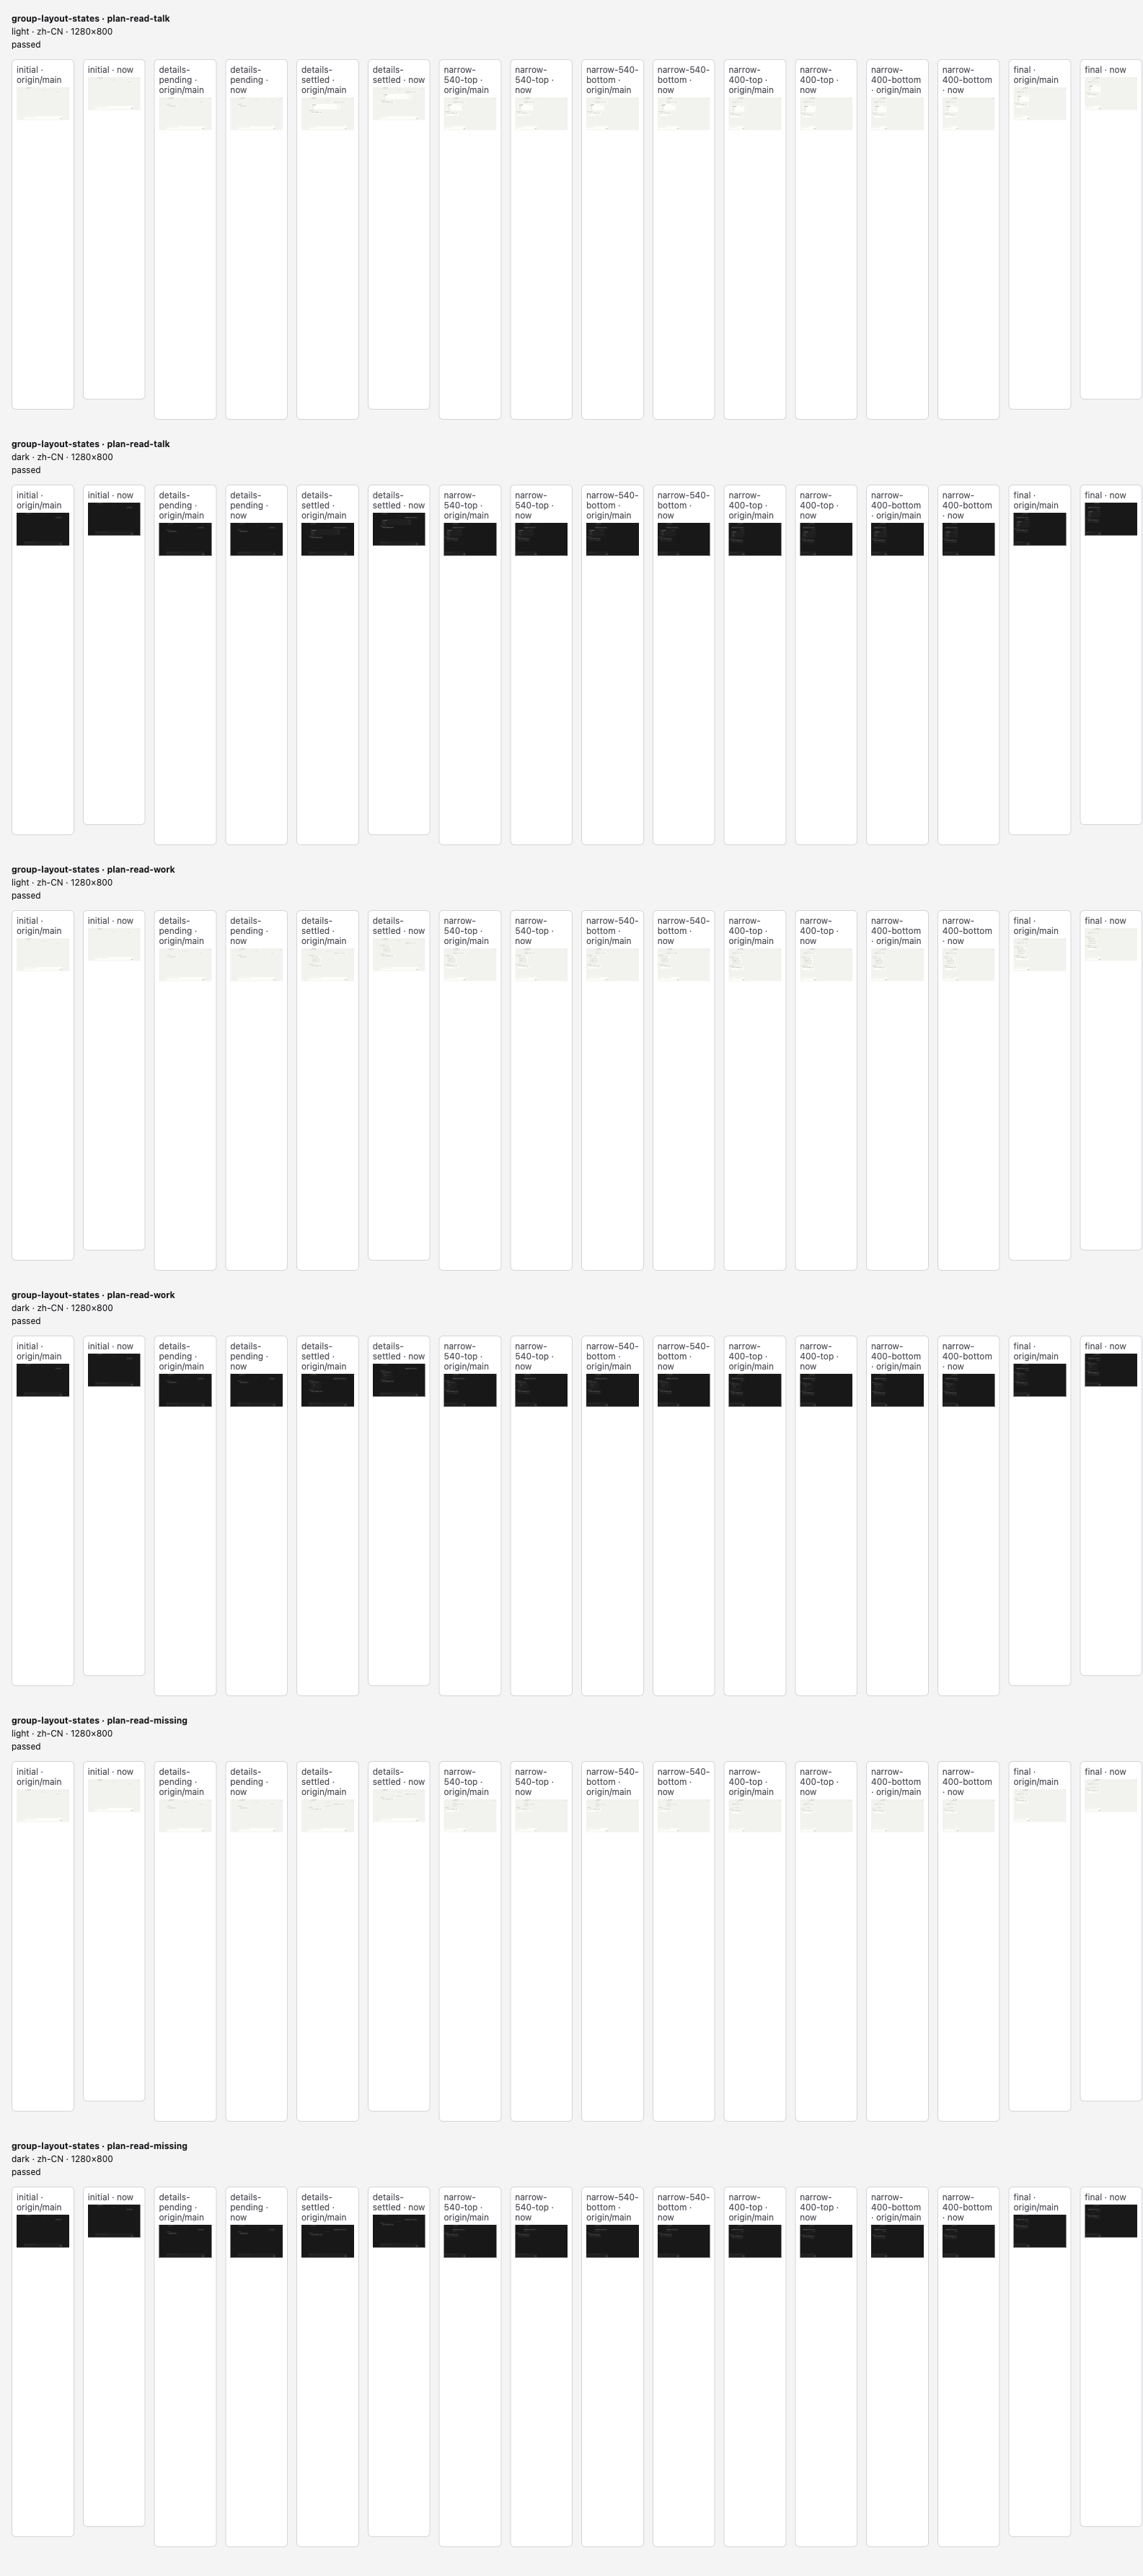 group-layout-states · plan-read-talk
light · zh-CN · 1280×800
passed
initial ·
origin/main
initial · now
details-
pending ·
origin/main
details-
pending ·
now
details-
settled ·
origin/main
details-
settled · now
narrow-
540-top ·
origin/main
narrow-
540-top ·
now
narrow-540-
bottom ·
origin/main
narrow-540-
bottom ·
now
narrow-
400-top ·
origin/main
narrow-
400-top ·
now
narrow-
400-bottom
· origin/main
narrow-
400-bottom
· now
final ·
origin/main
final · now
group-layout-states · plan-read-talk
dark · zh-CN · 1280×800
passed
initial ·
origin/main
initial · now
details-
pending ·
origin/main
details-
pending ·
now
details-
settled ·
origin/main
details-
settled · now
narrow-
540-top ·
origin/main
narrow-
540-top ·
now
narrow-540-
bottom ·
origin/main
narrow-540-
bottom ·
now
narrow-
400-top ·
origin/main
narrow-
400-top ·
now
narrow-
400-bottom
· origin/main
narrow-
400-bottom
· now
final ·
origin/main
final · now
group-layout-states · plan-read-work
light · zh-CN · 1280×800
passed
initial ·
origin/main
initial · now
details-
pending ·
origin/main
details-
pending ·
now
details-
settled ·
origin/main
details-
settled · now
narrow-
540-top ·
origin/main
narrow-
540-top ·
now
narrow-540-
bottom ·
origin/main
narrow-540-
bottom ·
now
narrow-
400-top ·
origin/main
narrow-
400-top ·
now
narrow-
400-bottom
· origin/main
narrow-
400-bottom
· now
final ·
origin/main
final · now
group-layout-states · plan-read-work
dark · zh-CN · 1280×800
passed
initial ·
origin/main
initial · now
details-
pending ·
origin/main
details-
pending ·
now
details-
settled ·
origin/main
details-
settled · now
narrow-
540-top ·
origin/main
narrow-
540-top ·
now
narrow-540-
bottom ·
origin/main
narrow-540-
bottom ·
now
narrow-
400-top ·
origin/main
narrow-
400-top ·
now
narrow-
400-bottom
· origin/main
narrow-
400-bottom
· now
final ·
origin/main
final · now
group-layout-states · plan-read-missing
light · zh-CN · 1280×800
passed
initial ·
origin/main
initial · now
details-
pending ·
origin/main
details-
pending ·
now
details-
settled ·
origin/main
details-
settled · now
narrow-
540-top ·
origin/main
narrow-
540-top ·
now
narrow-540-
bottom ·
origin/main
narrow-540-
bottom ·
now
narrow-
400-top ·
origin/main
narrow-
400-top ·
now
narrow-
400-bottom
· origin/main
narrow-
400-bottom
· now
final ·
origin/main
final · now
group-layout-states · plan-read-missing
dark · zh-CN · 1280×800
passed
initial ·
origin/main
initial · now
details-
pending ·
origin/main
details-
pending ·
now
details-
settled ·
origin/main
details-
settled · now
narrow-
540-top ·
origin/main
narrow-
540-top ·
now
narrow-540-
bottom ·
origin/main
narrow-540-
bottom ·
now
narrow-
400-top ·
origin/main
narrow-
400-top ·
now
narrow-
400-bottom
· origin/main
narrow-
400-bottom
· now
final ·
origin/main
final · now